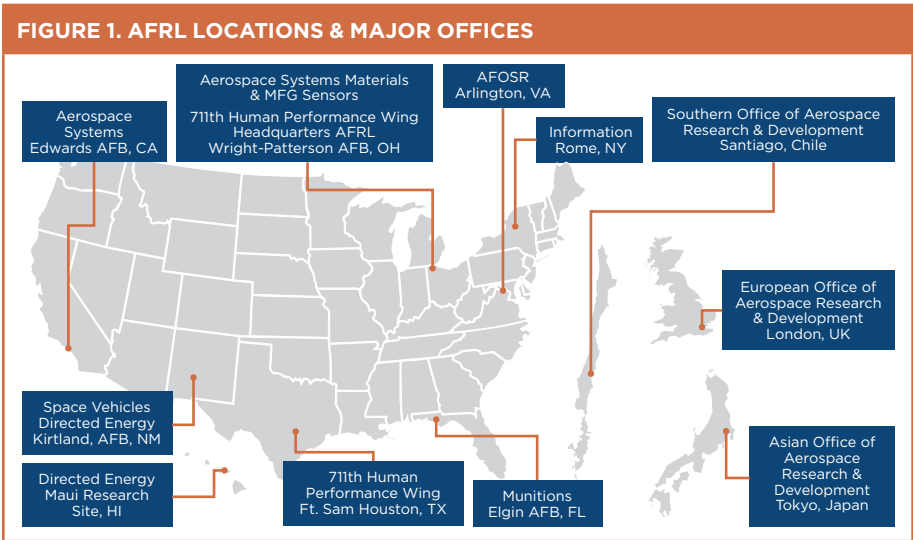 FIGURE 1. AFRL LOCATIONS & MAJOR OFFICES
Aerospace
Systems
Edwards AFB, CA
Aerospace Systems Materials
& MFG Sensors
711th Human Performance Wing
Headquarters AFRL
Wright-Patterson AFB, OH
AFOSR
Arlington, VA
Information
Rome, NY
Southern Office of Aerospace
Research & Development
Santiago, Chile
European Office of
Aerospace Research
& Development
London, UK
Space Vehicles
Directed Energy
Kirtland, AFB, NM
Directed Energy
Maui Research
Site, HI
711th Human
Performance Wing
Ft. Sam Houston, TX
Munitions
Elgin AFB, FL
Asian Office of
Aerospace
Research &
Development
Tokyo, Japan